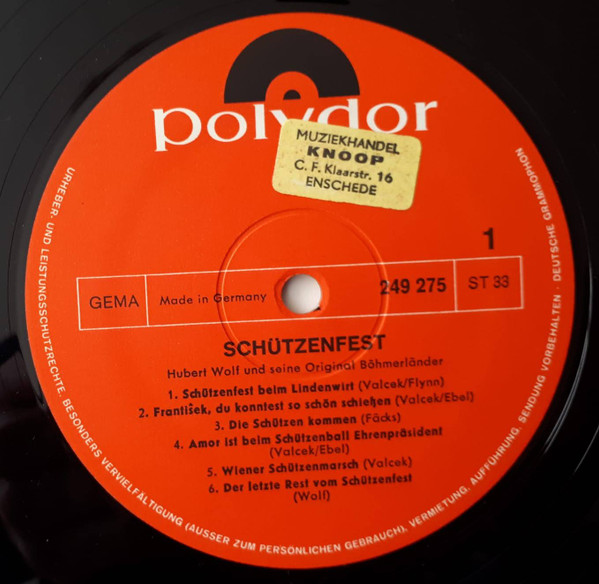 polydor
MUZIEKHANDEL
KNOOP
C. F. Klaarstr. 16
ENSCHEDE
1
GEMA
Made in Germany
249 275
ST 33
SCHÜTZENFEST
Hubert Wolf und seine Original Böhmerländer
1. Schützenfest beim Lindenwirt (Valcek/Flynn)
2. František, du konntest so schön schießen (Valcek/Ebel)
3. Die Schützen kommen (Fäcks)
4. Amor ist beim Schützenball Ehrenpräsident
(Valcek/Ebel)
5. Wiener Schützenmarsch (Valcek)
6. Der letzte Rest vom Schützenfest
(Wolf)
URHEBER- UND LEISTUNGSSCHUTZRECHTE, BESONDERS VERVIELFÄLTIGUNG (AUSSER ZUM PERSÖNLICHEN GEBRAUCH), VERMIETUNG, AUFFÜHRUNG, SENDUNG VORBEHALTEN · DEUTSCHE GRAMMOPHON